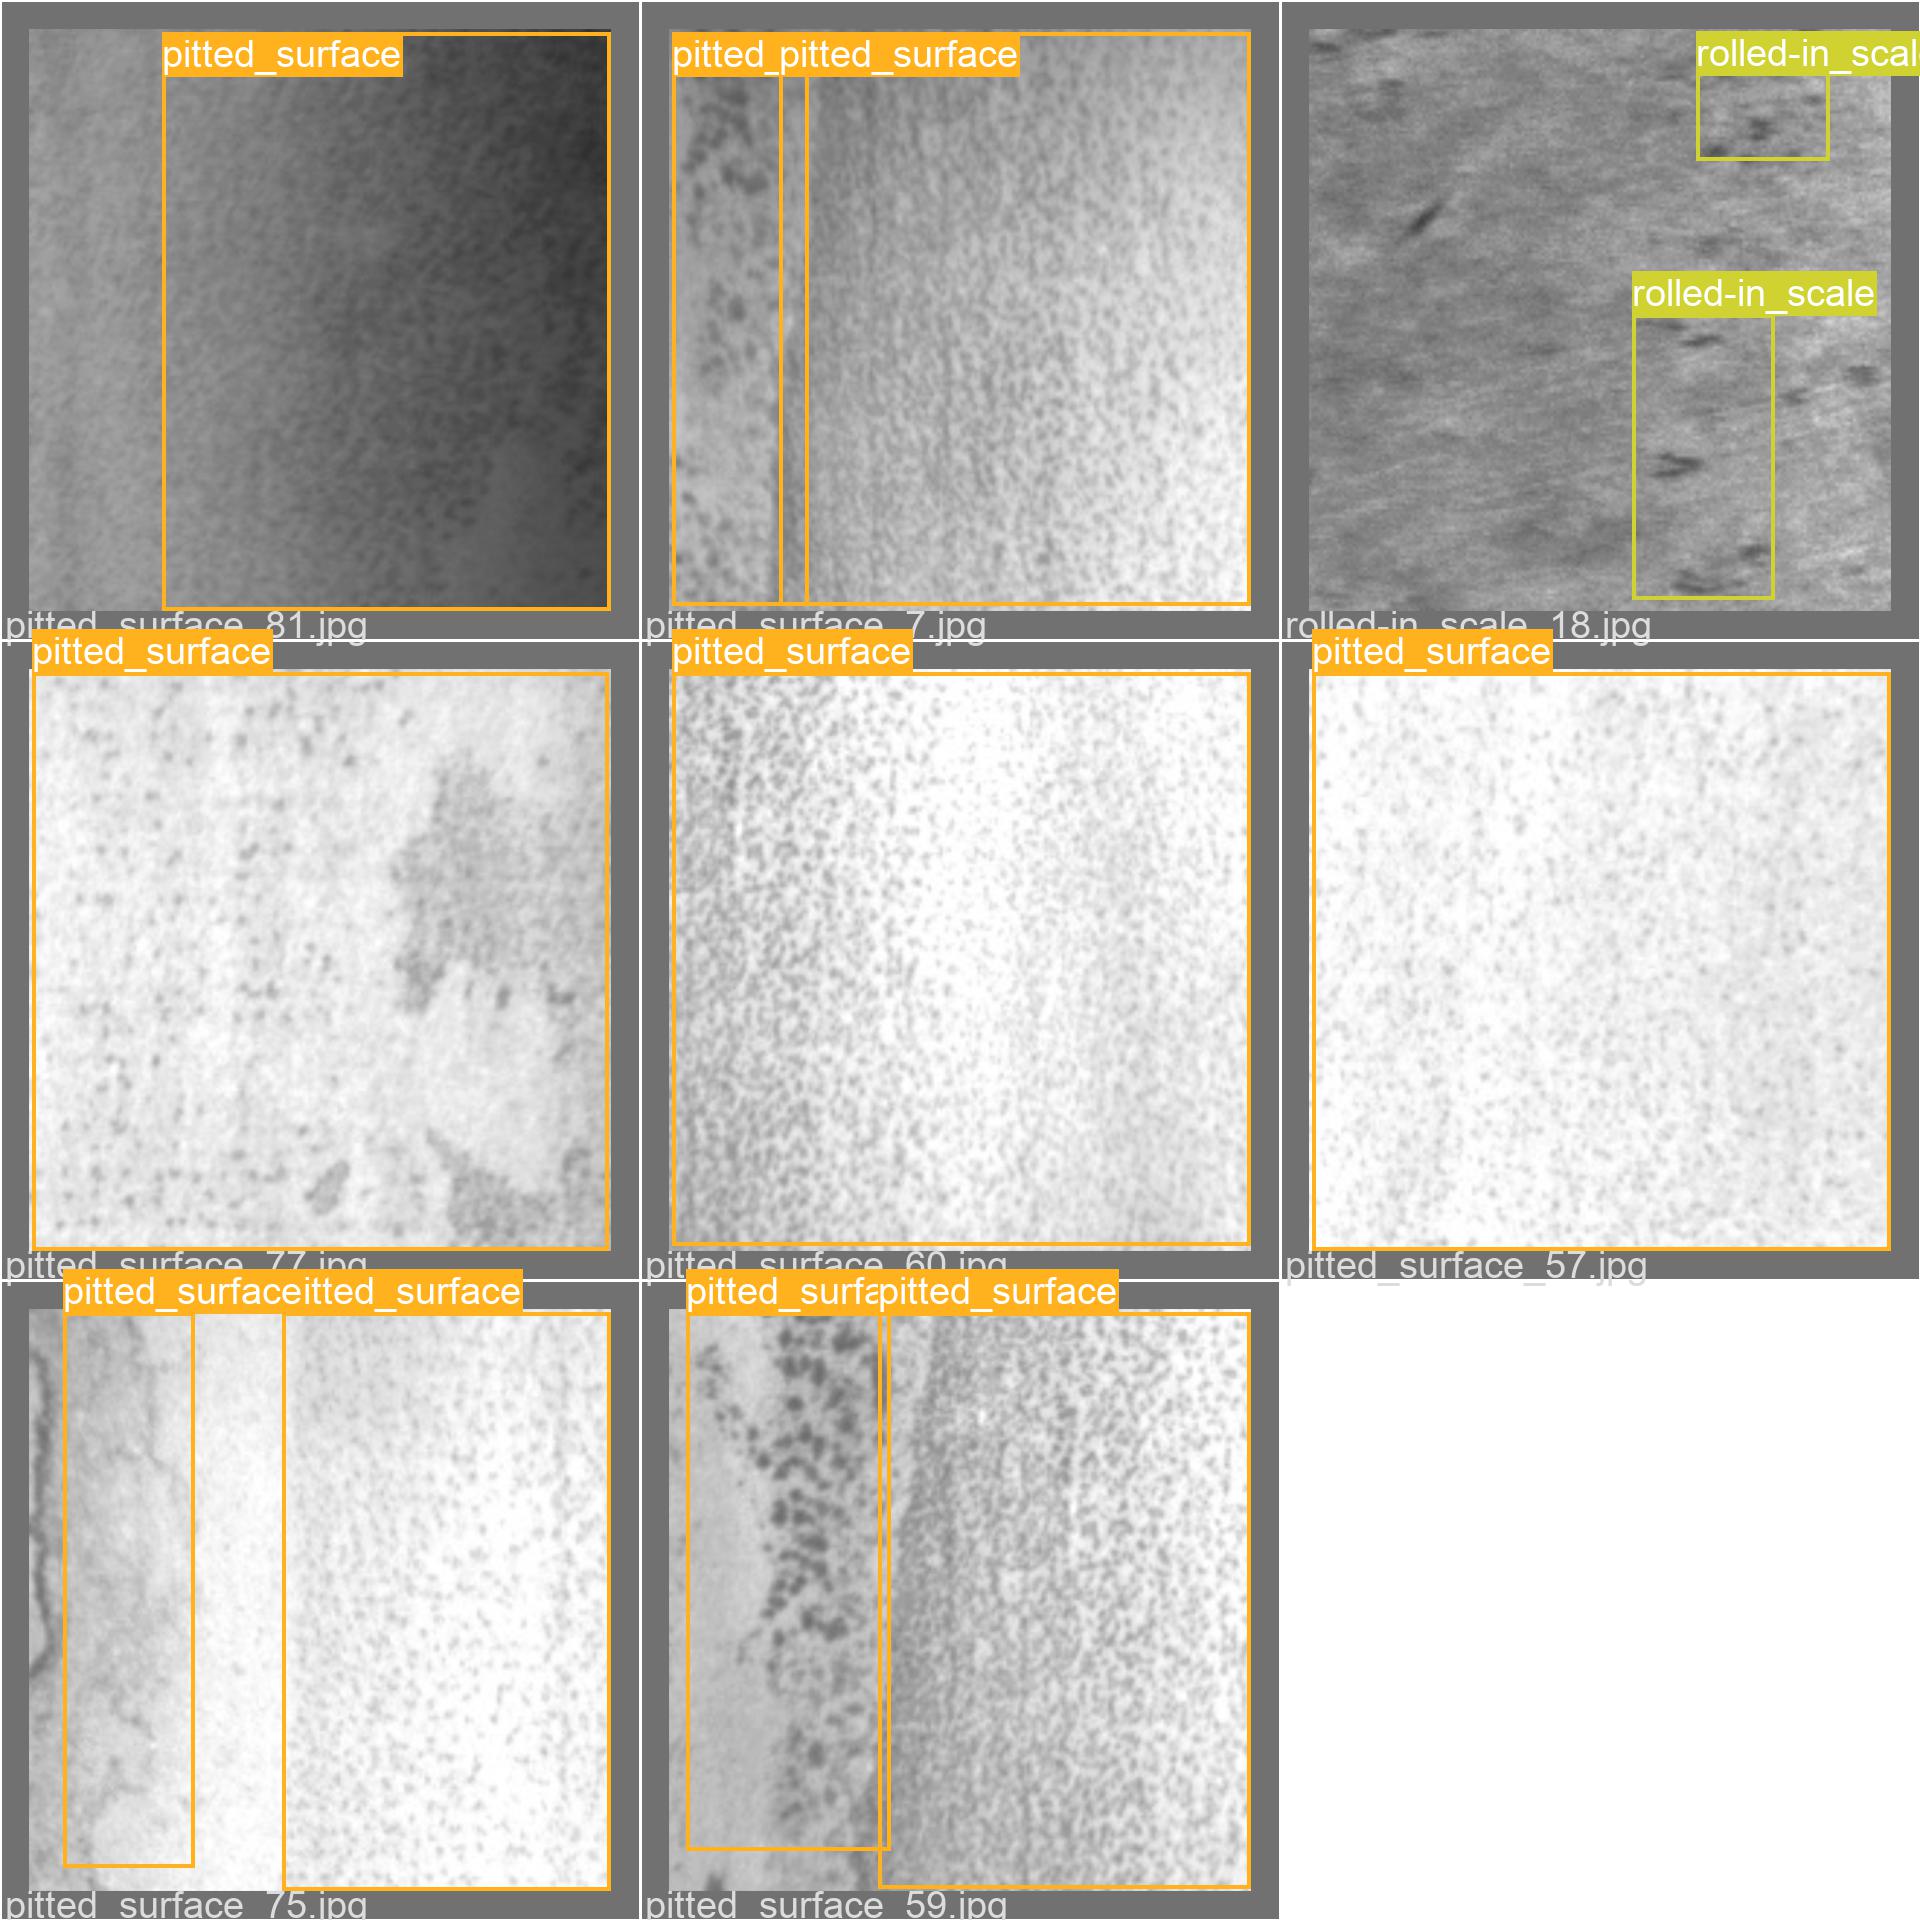 pitted_surface
pitted_pitted_surface
rolled-in_scal
rolled-in_scale
pitted_surface_81.jpg
pitted_surface_7.jpg
rolled-in_scale_18.jpg
pitted_surface
pitted_surface
pitted_surface
pitted_surface_77.jpg
pitted_surface_60.jpg
pitted_surface_57.jpg
pitted_surfaceitted_surface
pitted_surfapitted_surface
pitted_surface_75.jpg
pitted_surface_59.jpg